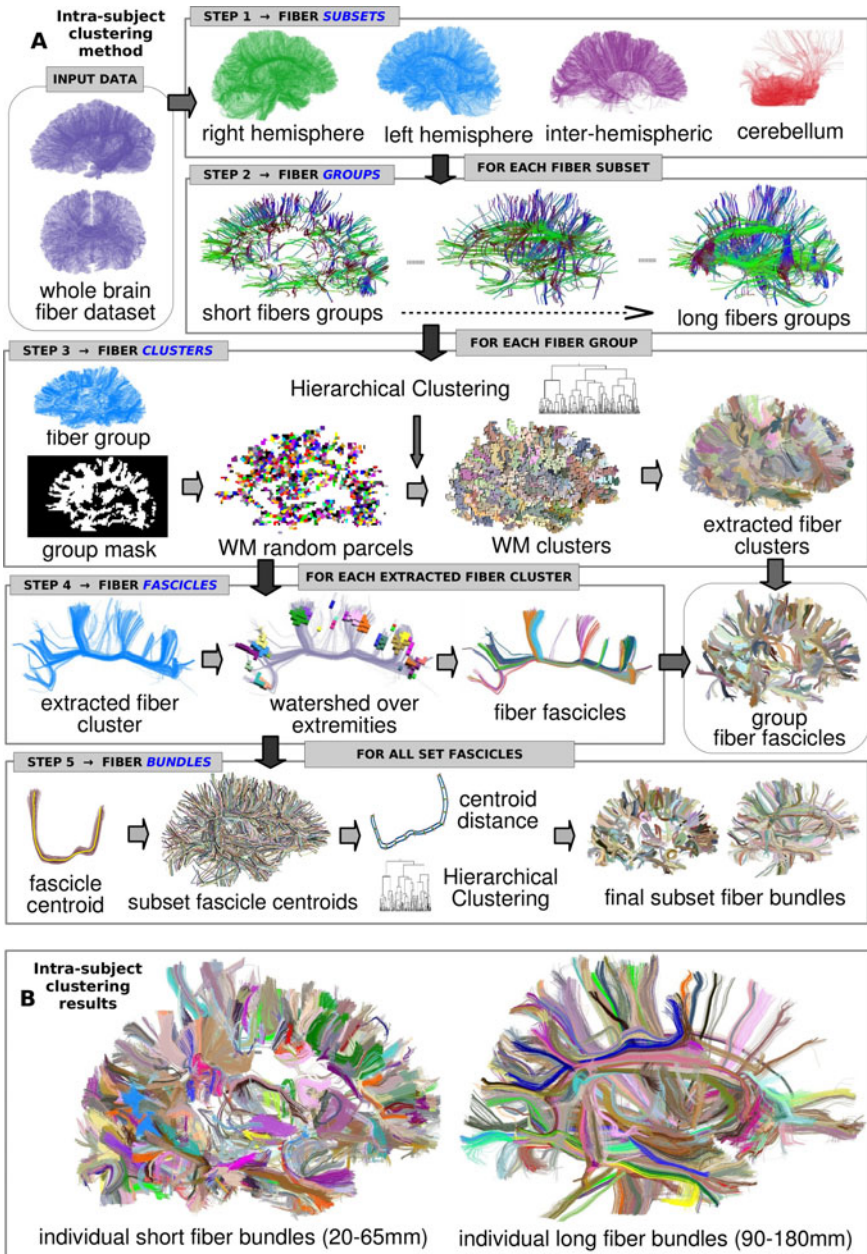 A
Intra-subject
clustering
method
INPUT DATA
whole brain
fiber dataset
STEP 1 → FIBER SUBSETS
right hemisphere
left hemisphere
inter-hemispheric
cerebellum
FOR EACH FIBER SUBSET
STEP 2 → FIBER GROUPS
short fibers groups
long fibers groups
FOR EACH FIBER GROUP
STEP 3 → FIBER CLUSTERS
fiber group
group mask
WM random parcels
Hierarchical Clustering
WM clusters
extracted fiber
clusters
FOR EACH EXTRACTED FIBER CLUSTER
STEP 4 → FIBER FASCICLES
extracted fiber
cluster
watershed over
extremities
fiber fascicles
group
fiber fascicles
FOR ALL SET FASCICLES
STEP 5 → FIBER BUNDLES
fascicle
centroid
subset fascicle centroids
centroid
distance
Hierarchical
Clustering
final subset fiber bundles
B
Intra-subject
clustering
results
individual short fiber bundles (20-65mm)
individual long fiber bundles (90-180mm)